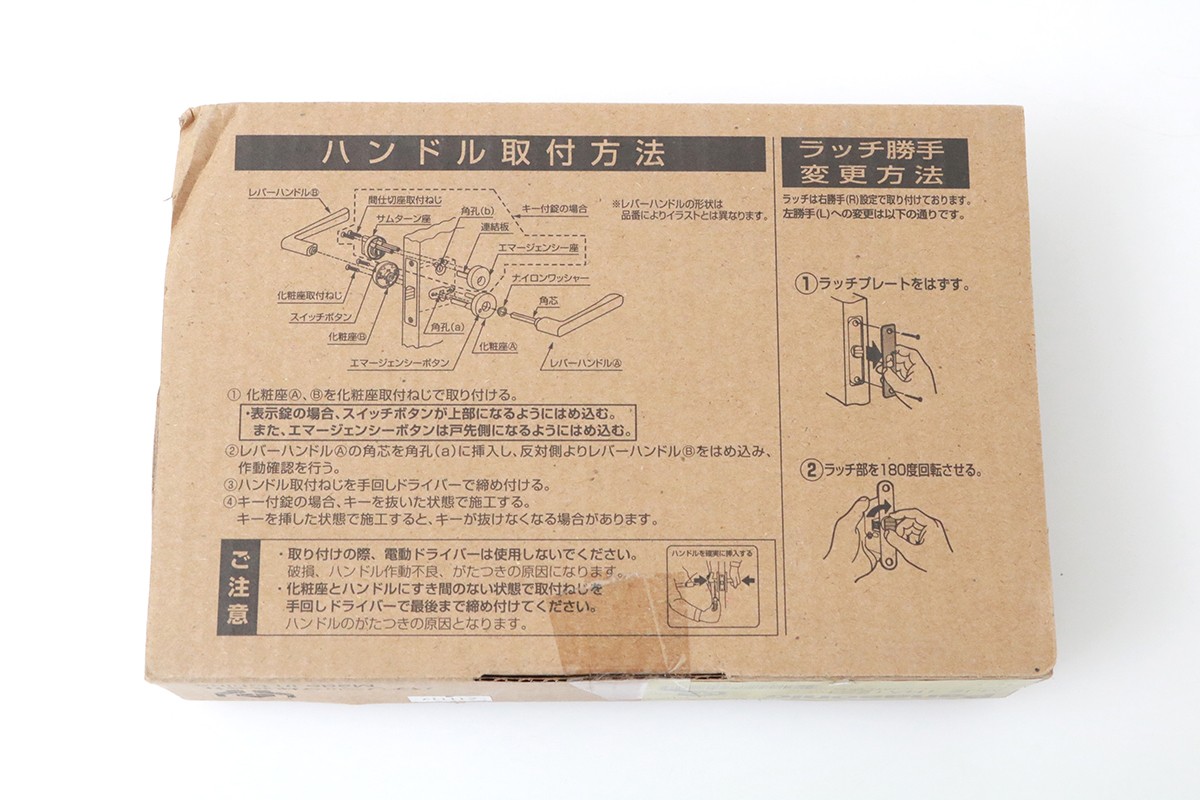 ハンドル取付方法
レバーハンドルⒷ
間仕切座取付ねじ
サムターン座
角孔(b)
連結板
キー付錠の場合
エマージェンシー座
ナイロンワッシャー
角芯
化粧座取付ねじ
スイッチボタン
化粧座Ⓑ
角孔(a)
エマージェンシーボタン
化粧座Ⓐ
レバーハンドルⒶ
※レバーハンドルの形状は
品番によりイラストとは異なります。
① 化粧座Ⓐ、Ⓑを化粧座取付ねじで取り付ける。
・表示錠の場合、スイッチボタンが上部になるようにはめ込む。
また、エマージェンシーボタンは戸先側になるようにはめ込む。
②レバーハンドルⒶの角芯を角孔(a)に挿入し、反対側よりレバーハンドルⒷをはめ込み、
作動確認を行う。
③ハンドル取付ねじを手回しドライバーで締め付ける。
④キー付錠の場合、キーを抜いた状態で施工する。
キーを挿した状態で施工すると、キーが抜けなくなる場合があります。
ご注意
・取り付けの際、電動ドライバーは使用しないでください。
破損、ハンドル作動不良、がたつきの原因になります。
・化粧座とハンドルにすき間のない状態で取付ねじを
手回しドライバーで最後まで締め付けてください。
ハンドルのがたつきの原因となります。
ハンドルを確実に挿入する
ラッチ勝手
変更方法
ラッチは右勝手(R)設定で取り付けております。
左勝手(L)への変更は以下の通りです。
①ラッチプレートをはずす。
②ラッチ部を180度回転させる。